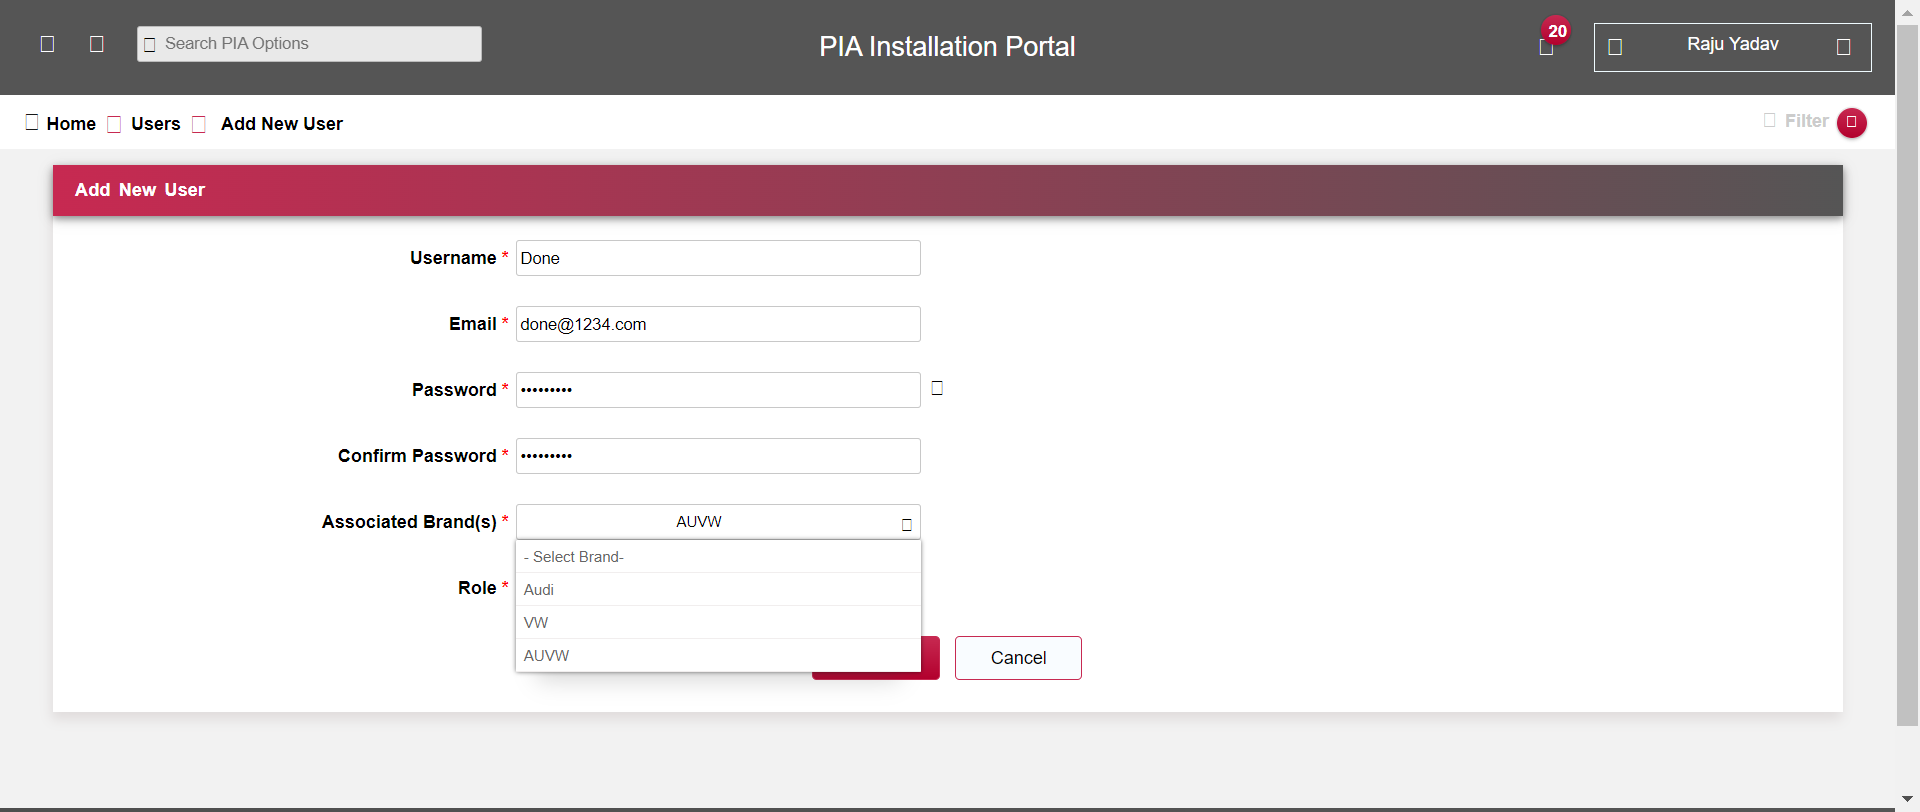 Search PIA Options
PIA Installation Portal
20
Raju Yadav
Home Users Add New User
Filter
Add New User
Username * Done
Email * done@1234.com
Password * •••••••••
Confirm Password * •••••••••
Associated Brand(s) * AUVW
- Select Brand-
Audi
Role *
VW
AUVW
Cancel